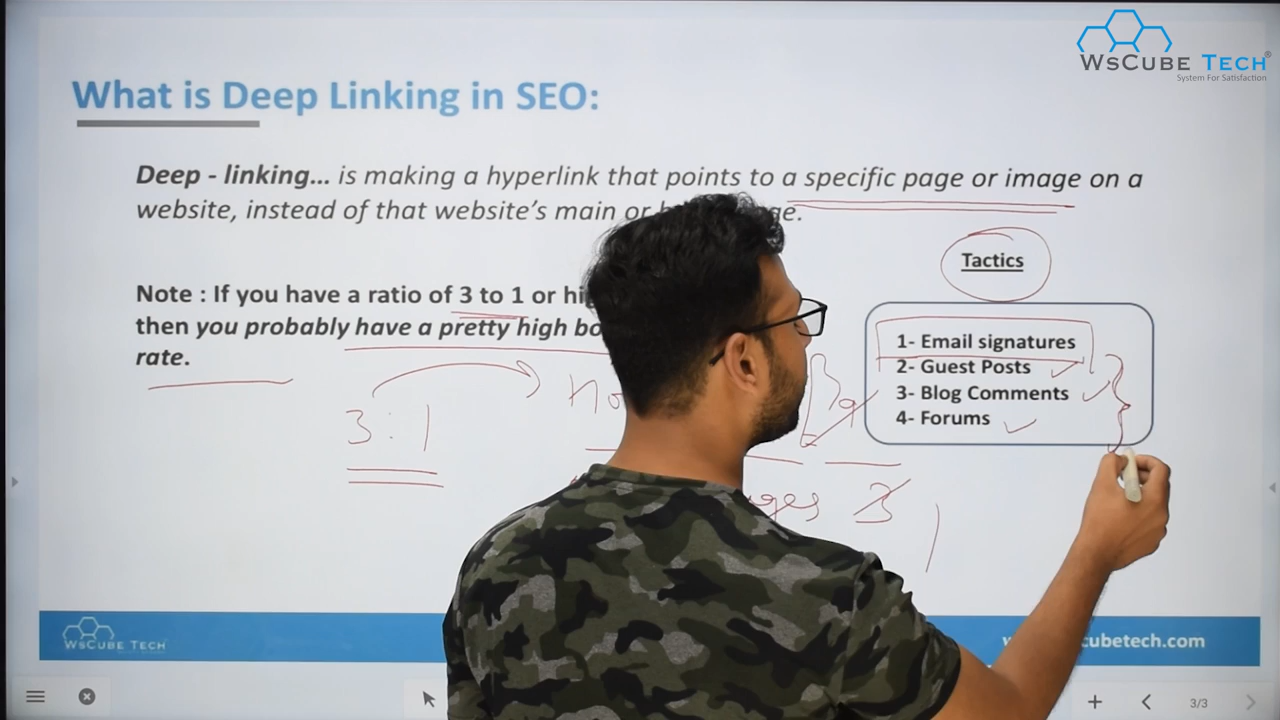 WsCube Tech®
System For Satisfaction
What is Deep Linking in SEO:
Deep - linking... is making a hyperlink that points to a specific page or image on a
website, instead of that website's main or
Tactics
Note : If you have a ratio of 3 to 1 or
then you probably have a pretty high
rate.
1- Email signatures
2- Guest Posts
3- Blog Comments
4- Forums
3:1
3
WsCube Tech
cubetech.com
3/3